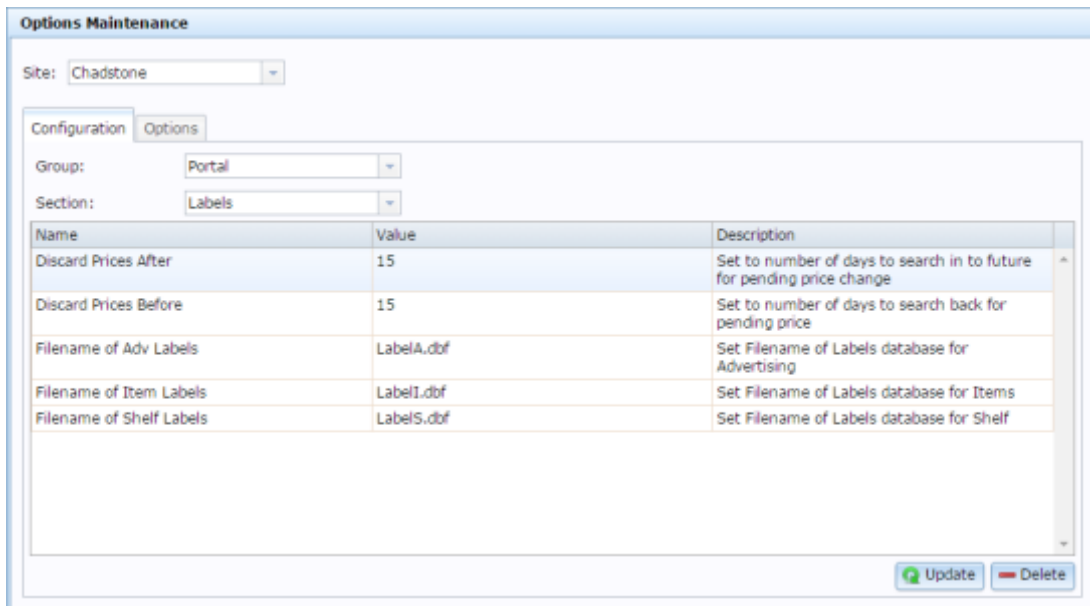 Options Maintenance
Site: Chadstone
Configuration Options
Group: Portal
Section: Labels
Name Value Description
Discard Prices After 15 Set to number of days to search in to future
for pending price change
Discard Prices Before 15 Set to number of days to search back for
pending price
Filename of Adv Labels LabelA.dbf Set Filename of Labels database for
Advertising
Filename of Item Labels LabelI.dbf Set Filename of Labels database for Items
Filename of Shelf Labels LabelS.dbf Set Filename of Labels database for Shelf
Update Delete